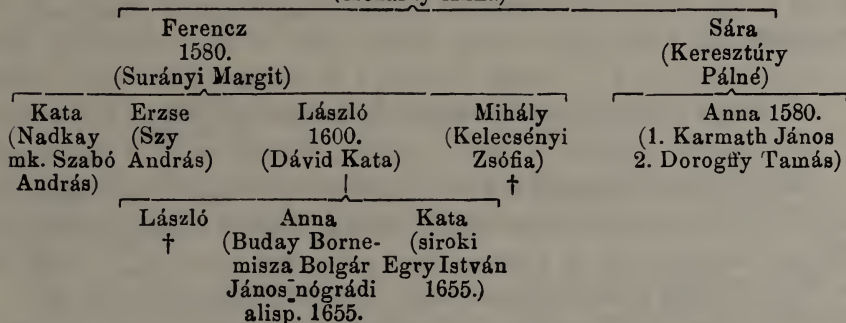 Ferencz Sára
1580. (Keresztúry
(Surányi Margit) Pálné)
Kata Erzse László Mihály Anna 1580.
(Nadkay (Szy 1600. (Kelecsényi (1. Karmath János
mk. Szabó András) (Dávid Kata) Zsófia) 2. Dorogffy Tamás)
András) †
László Anna Kata
† (Buday Borne- (siroki
misza Bolgár Egry István
János nógrádi 1655.)
alisp. 1655.